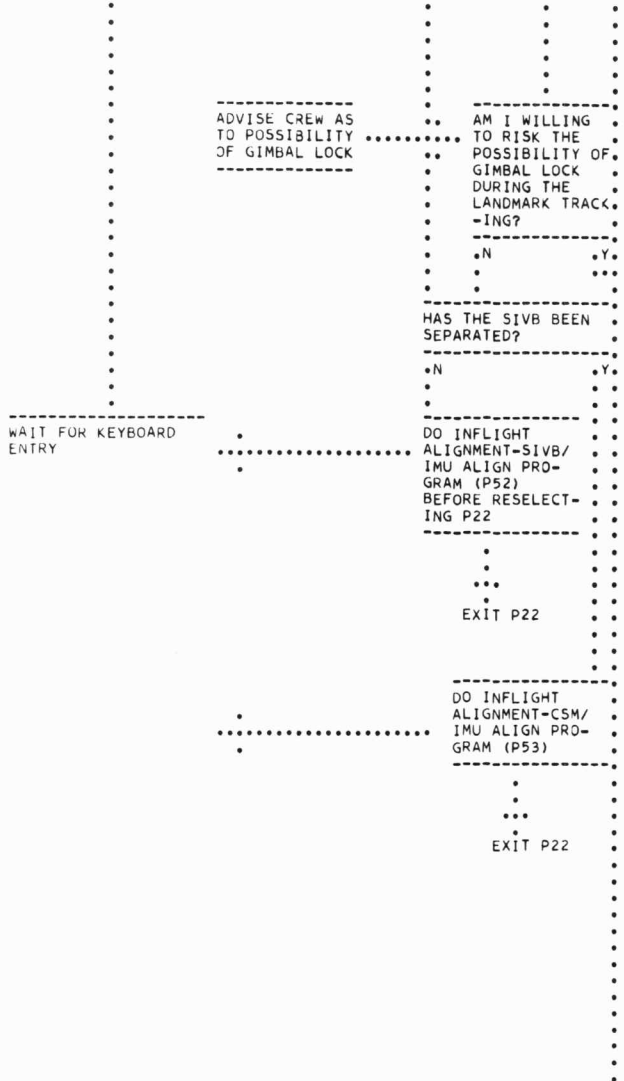 ADVISE CREW AS
TO POSSIBILITY
OF GIMBAL LOCK
AM I WILLING
TO RISK THE
POSSIBILITY OF
GIMBAL LOCK
DURING THE
LANDMARK TRACK
-ING?
N Y
HAS THE SIVB BEEN
SEPARATED?
N Y
WAIT FOR KEYBOARD
ENTRY
DO INFLIGHT
ALIGNMENT-SIVB/
IMU ALIGN PRO-
GRAM (P52)
BEFORE RESELECT-
ING P22
EXIT P22
DO INFLIGHT
ALIGNMENT-CSM/
IMU ALIGN PRO-
GRAM (P53)
EXIT P22